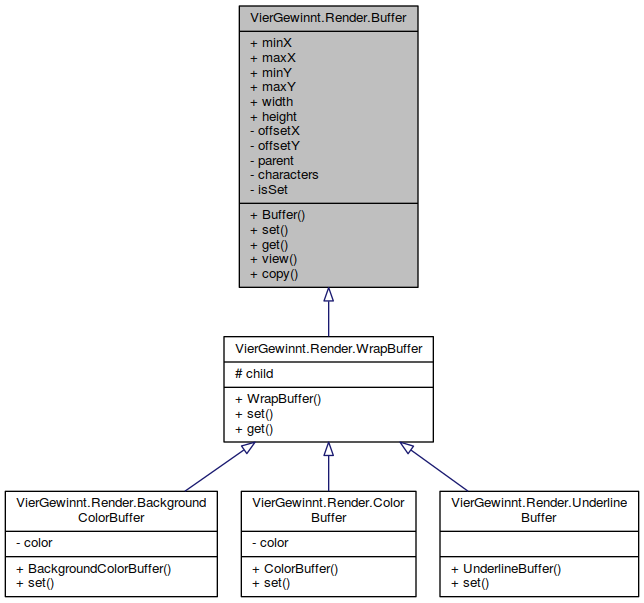 VierGewinnt.Render.Buffer
+ minX
+ maxX
+ minY
+ maxY
+ width
+ height
- offsetX
- offsetY
- parent
- characters
- isSet
+ Buffer()
+ set()
+ get()
+ view()
+ copy()
VierGewinnt.Render.WrapBuffer
# child
+ WrapBuffer()
+ set()
+ get()
VierGewinnt.Render.Background
ColorBuffer
- color
+ BackgroundColorBuffer()
+ set()
VierGewinnt.Render.Color
Buffer
- color
+ ColorBuffer()
+ set()
VierGewinnt.Render.Underline
Buffer
+ UnderlineBuffer()
+ set()